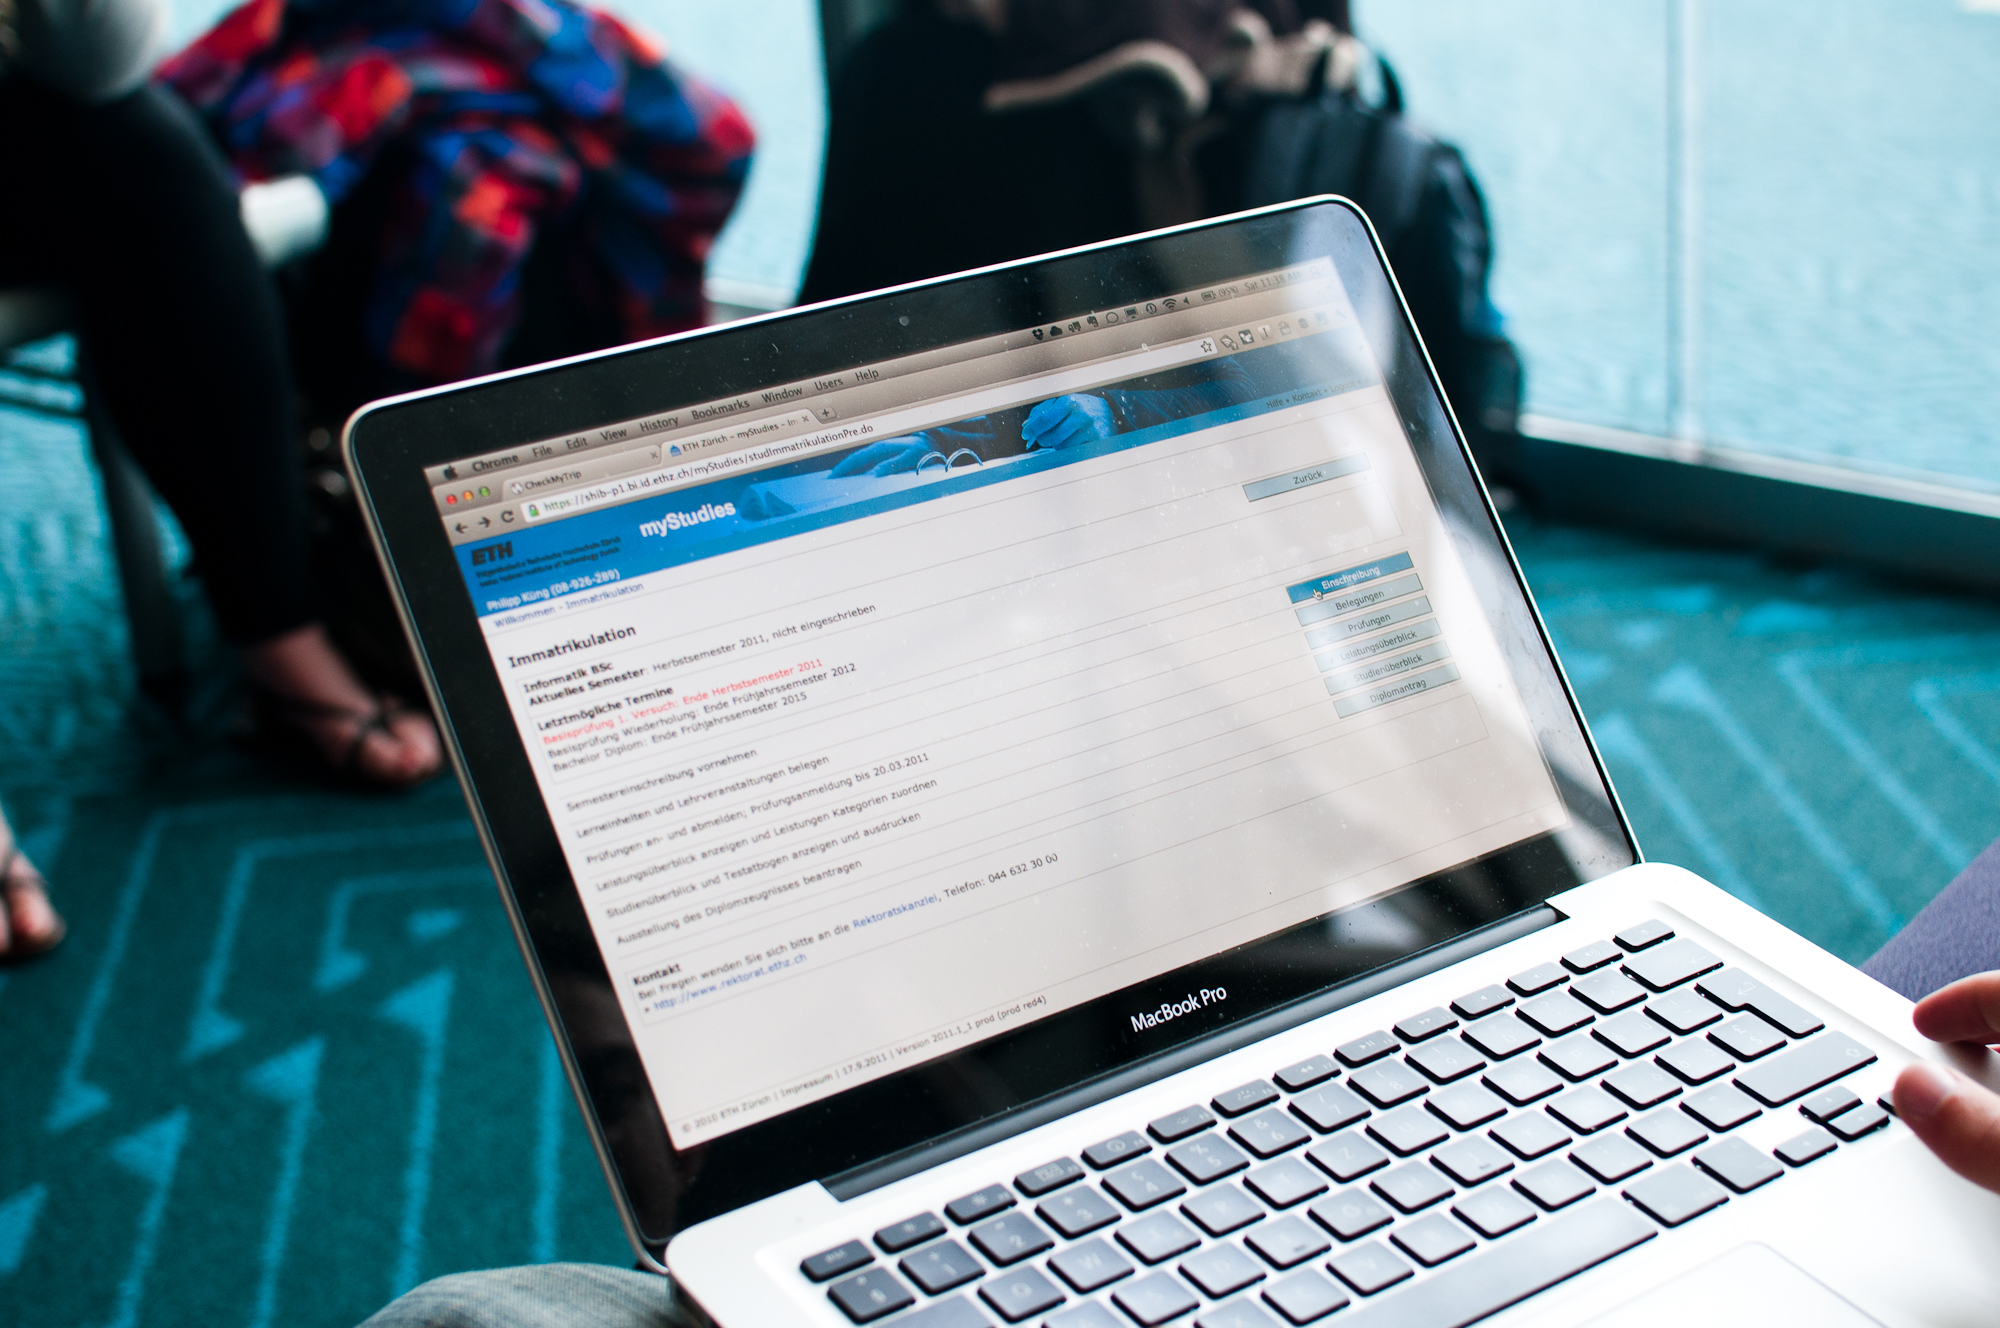 Chrome File Edit View History Bookmarks Window Users Help (95%) Sat 11:18 AM
CheckMyTrip
ETH Zürich – myStudies – Im
https://shib-p1.bi.id.ethz.ch/myStudies/studImmatrikulationPre.do
Hilfe • Kontakt • Logout
ETH
Eidgenössische Technische Hochschule Zürich
Swiss Federal Institute of Technology Zurich
myStudies
Philipp Küng (08-926-289)
Willkommen - Immatrikulation
Zurück
Immatrikulation
Informatik BSc
Aktuelles Semester: Herbstsemester 2011, nicht eingeschrieben
Letztmögliche Termine
Basisprüfung 1. Versuch: Ende Herbstsemester 2011
Basisprüfung Wiederholung: Ende Frühjahrssemester 2012
Bachelor Diplom: Ende Frühjahrssemester 2015
Semestereinschreibung vornehmen
Einschreibung
Lerneinheiten und Lehrveranstaltungen belegen
Belegungen
Prüfungen an- und abmelden; Prüfungsanmeldung bis 20.03.2011
Prüfungen
Leistungsüberblick anzeigen und Leistungen Kategorien zuordnen
Leistungsüberblick
Studienüberblick und Testatbogen anzeigen und ausdrucken
Studienüberblick
Ausstellung des Diplomzeugnisses beantragen
Diplomantrag
Kontakt
Bei Fragen wenden Sie sich bitte an die Rektoratskanzlei, Telefon: 044 632 30 00
» http://www.rektorat.ethz.ch
© 2010 ETH Zürich | Impressum | 17.9.2011 | Version 2011.1_1 prod (prod red4)
MacBook Pro